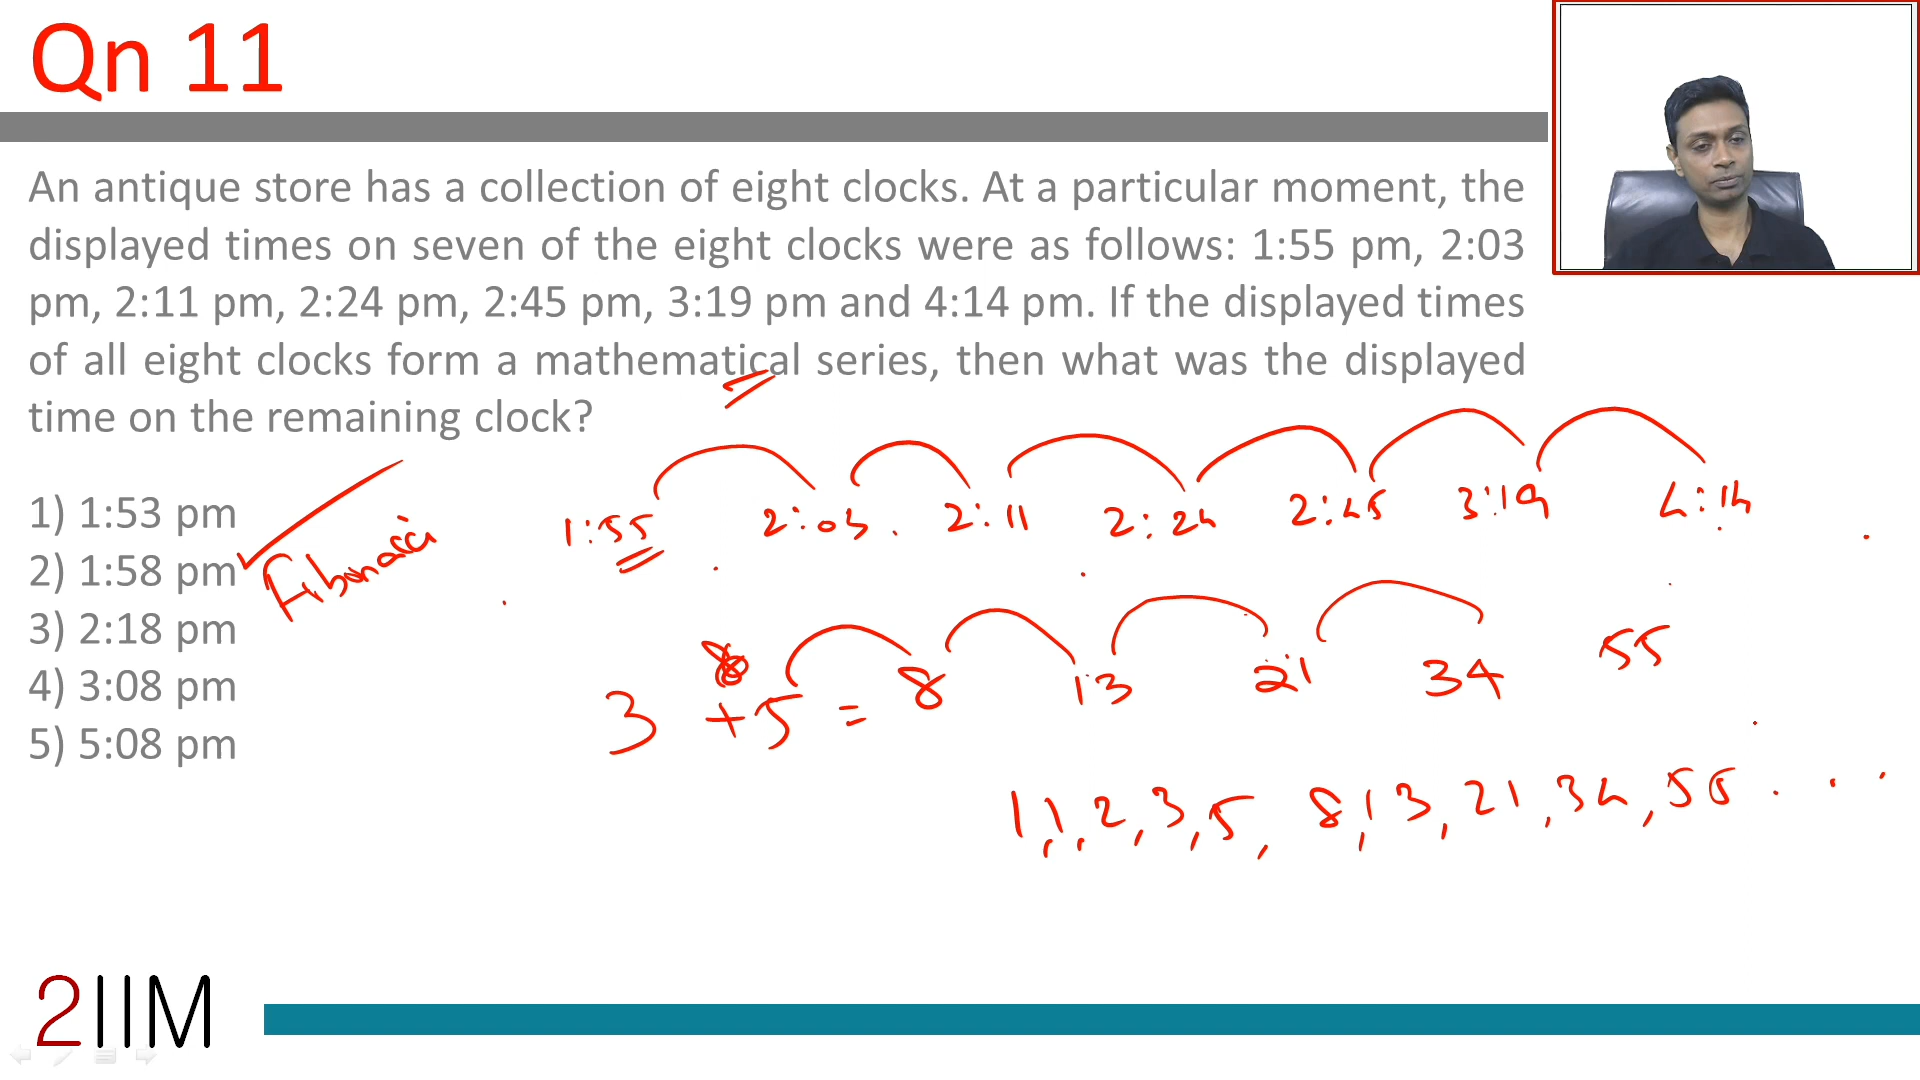 Qn 11
An antique store has a collection of eight clocks. At a particular moment, the
displayed times on seven of the eight clocks were as follows: 1:55 pm, 2:03
pm, 2:11 pm, 2:24 pm, 2:45 pm, 3:19 pm and 4:14 pm. If the displayed times
of all eight clocks form a mathematical series, then what was the displayed
time on the remaining clock?
1) 1:53 pm
2) 1:58 pm
3) 2:18 pm
4) 3:08 pm
5) 5:08 pm
Fibonacci
1:55 2:03 2:11 2:24 2:45 3:19 4:14
3 +5 = 8 13 21 34 55
1, 1, 2, 3, 5, 8, 13, 21, 34, 55 . . .
2IIM